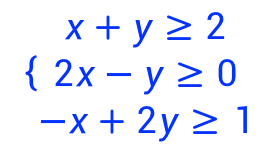 x + y ≥ 2
{ 2x − y ≥ 0
−x + 2y ≥ 1